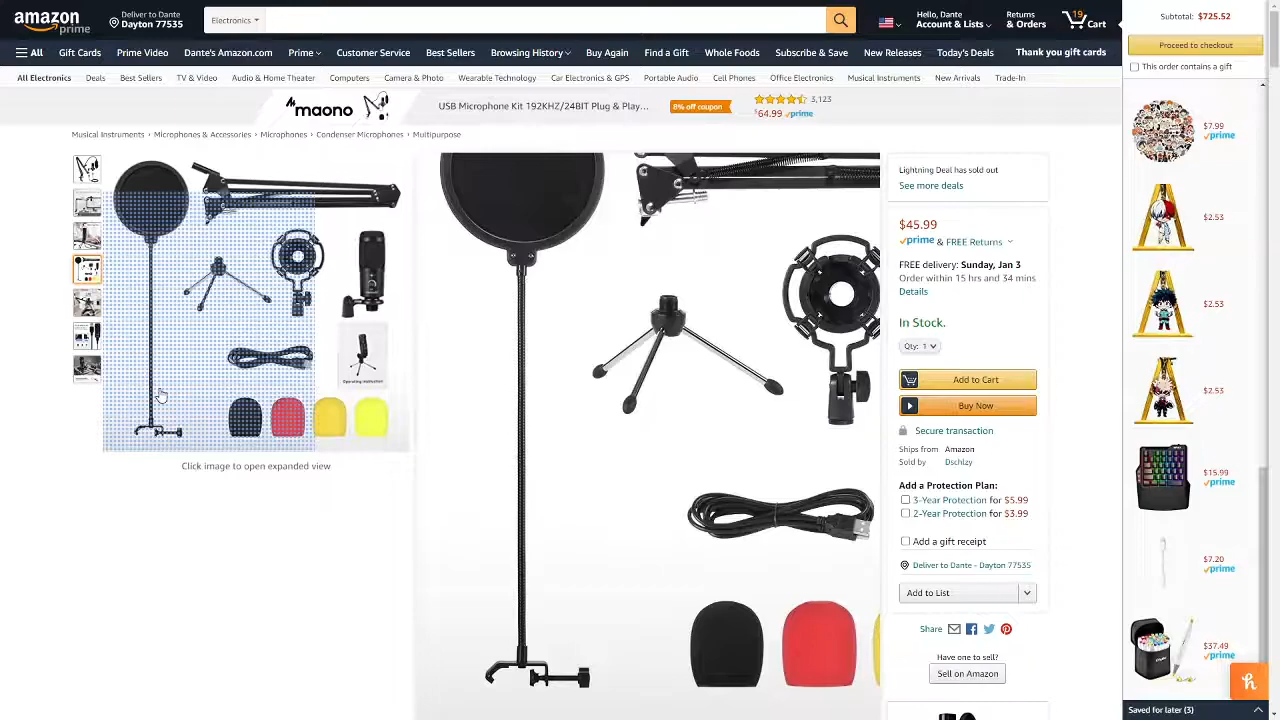 amazon
prime
Deliver to Dante
Dayton 77535
Electronics
Hello, Dante
Account & Lists
Returns
& Orders
19
Cart
Subtotal: $725.52
Proceed to checkout
This order contains a gift
All
Gift Cards
Prime Video
Dante's Amazon.com
Prime
Customer Service
Best Sellers
Browsing History
Buy Again
Find a Gift
Whole Foods
Subscribe & Save
New Releases
Today's Deals
Thank you gift cards
All Electronics
Deals
Best Sellers
TV & Video
Audio & Home Theater
Computers
Camera & Photo
Wearable Technology
Car Electronics & GPS
Portable Audio
Cell Phones
Office Electronics
Musical Instruments
New Arrivals
Trade-In
maono
USB Microphone Kit 192KHZ/24BIT Plug & Play…
8% off coupon
3,123
$64.99 prime
Musical Instruments › Microphones & Accessories › Microphones › Condenser Microphones › Multipurpose
Operating Instruction
Click image to open expanded view
Lightning Deal has sold out
See more deals
$45.99
prime & FREE Returns
FREE delivery: Sunday, Jan 3
Order within 15 hrs and 34 mins
Details
In Stock.
Qty: 1
Add to Cart
Buy Now
Secure transaction
Ships from Amazon
Sold by Dschlzy
Add a Protection Plan:
3-Year Protection for $5.99
2-Year Protection for $3.99
Add a gift receipt
Deliver to Dante - Dayton 77535
Add to List
Share
Have one to sell?
Sell on Amazon
$7.99
prime
$2.53
$2.53
$2.53
$15.99
prime
$7.20
prime
$37.49
prime
h
Saved for later (3)